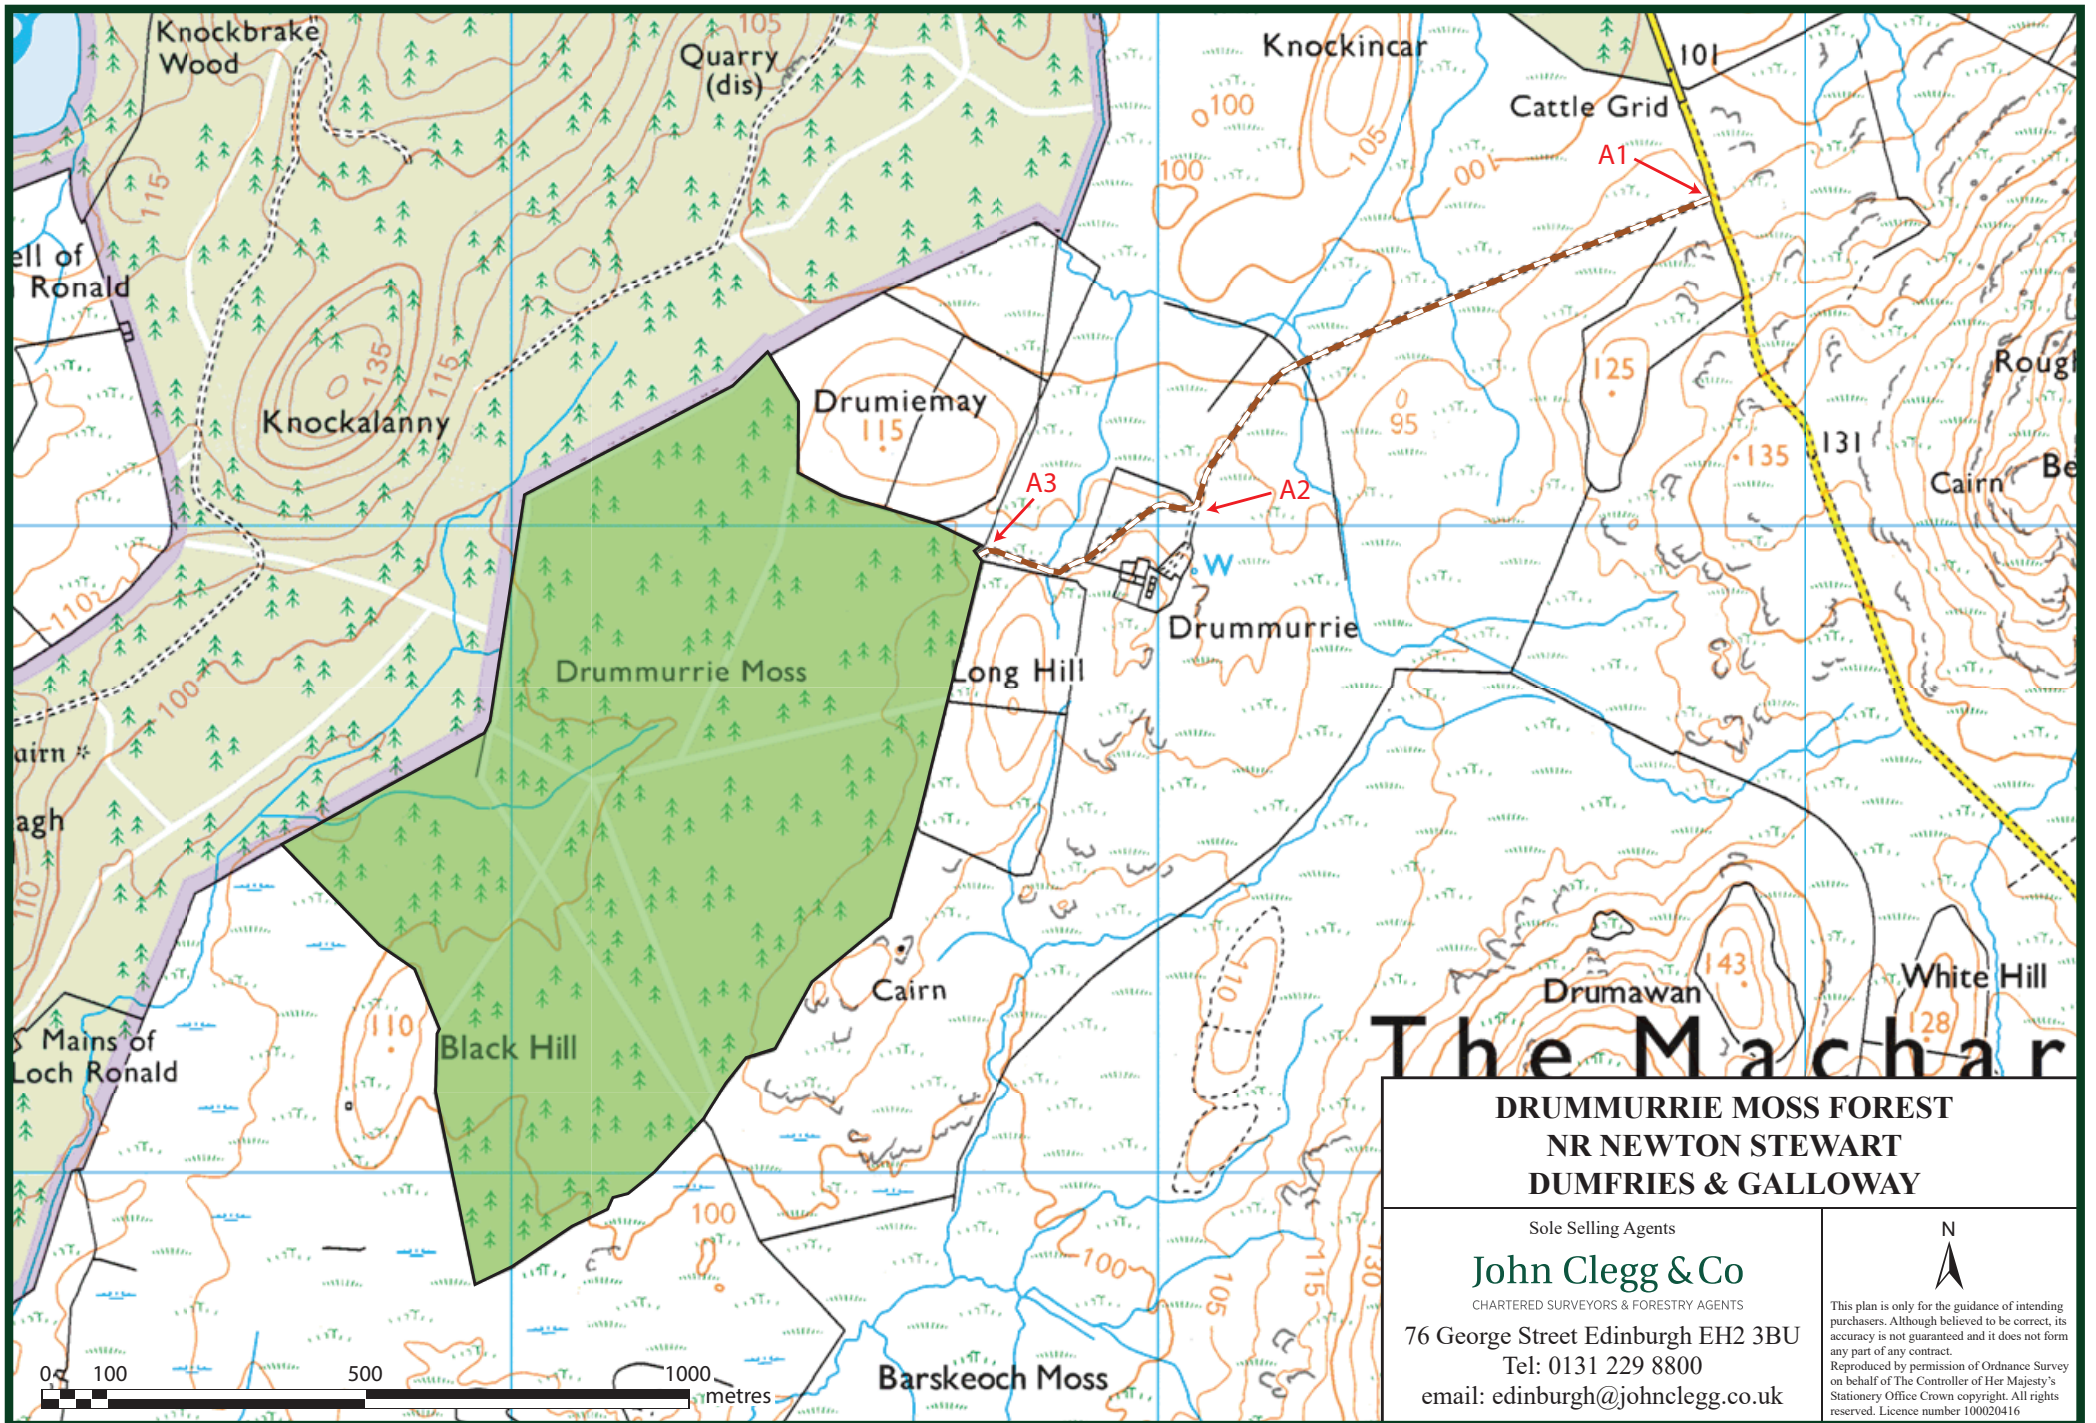 Knockbrake
Wood
105
Quarry
(dis)
Knockincar
101
Cattle Grid
100
105
100
100
A1
115
ell of
Ronald
135
115
Knockalanny
Drumiemay
115
125
95
Rough
135
131
Cairn
Be
A3
A2
W
110
Drummurrie
Drummurrie Moss
Long Hill
100
airn
agh
110
Cairn
110
143
Drumawan
White Hill
128
The Machar
Mains of
Loch Ronald
110
Black Hill
100
100
105
115
130
Barskeoch Moss
0 100 500 1000
metres
DRUMMURRIE MOSS FOREST
NR NEWTON STEWART
DUMFRIES & GALLOWAY
Sole Selling Agents
John Clegg & Co
CHARTERED SURVEYORS & FORESTRY AGENTS
76 George Street Edinburgh EH2 3BU
Tel: 0131 229 8800
email: edinburgh@johnclegg.co.uk
N
This plan is only for the guidance of intending
purchasers. Although believed to be correct, its
accuracy is not guaranteed and it does not form
any part of any contract.
Reproduced by permission of Ordnance Survey
on behalf of The Controller of Her Majesty's
Stationery Office Crown copyright. All rights
reserved. Licence number 100020416